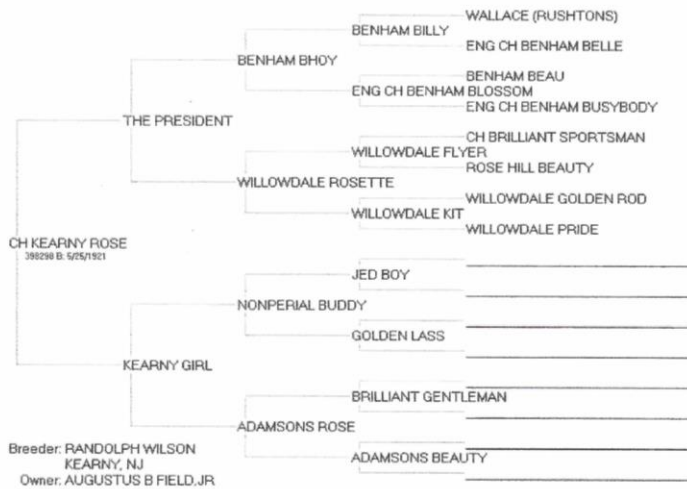 WALLACE (RUSHTONS)
BENHAM BILLY
ENG CH BENHAM BELLE
BENHAM BHOY
BENHAM BEAU
ENG CH BENHAM BLOSSOM
ENG CH BENHAM BUSYBODY
THE PRESIDENT
CH BRILLIANT SPORTSMAN
WILLOWDALE FLYER
ROSE HILL BEAUTY
WILLOWDALE ROSETTE
WILLOWDALE GOLDEN ROD
WILLOWDALE KIT
WILLOWDALE PRIDE
CH KEARNY ROSE
398298 B: 5/25/1921
JED BOY
NONPERIAL BUDDY
GOLDEN LASS
KEARNY GIRL
BRILLIANT GENTLEMAN
ADAMSONS ROSE
ADAMSONS BEAUTY
Breeder: RANDOLPH WILSON
KEARNY, NJ
Owner: AUGUSTUS B FIELD,JR